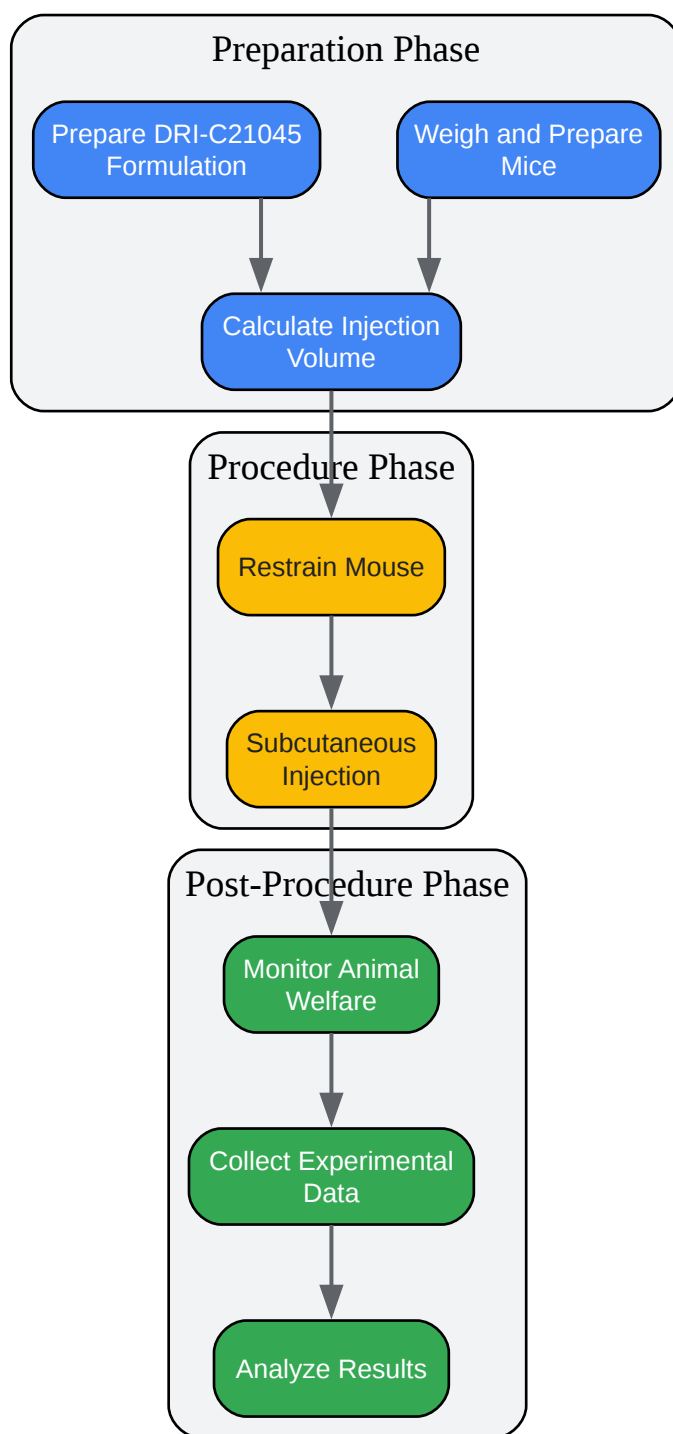 Preparation Phase
Prepare DRI-C21045
Formulation
Weigh and Prepare
Mice
Calculate Injection
Volume
Procedure Phase
Restrain Mouse
Subcutaneous
Injection
Post-Procedure Phase
Monitor Animal
Welfare
Collect Experimental
Data
Analyze Results